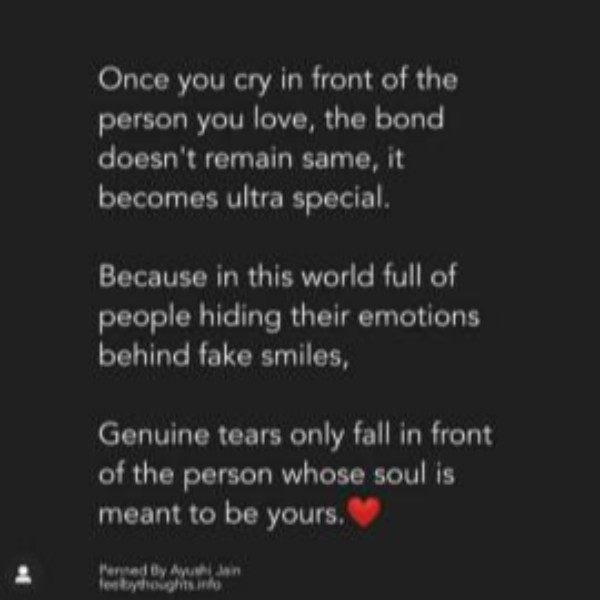 Once you cry in front of the
person you love, the bond
doesn't remain same, it
becomes ultra special.
Because in this world full of
people hiding their emotions
behind fake smiles,
Genuine tears only fall in front
of the person whose soul is
meant to be yours.❤️
Penned By Ayushi Jain
feelbythoughts.info